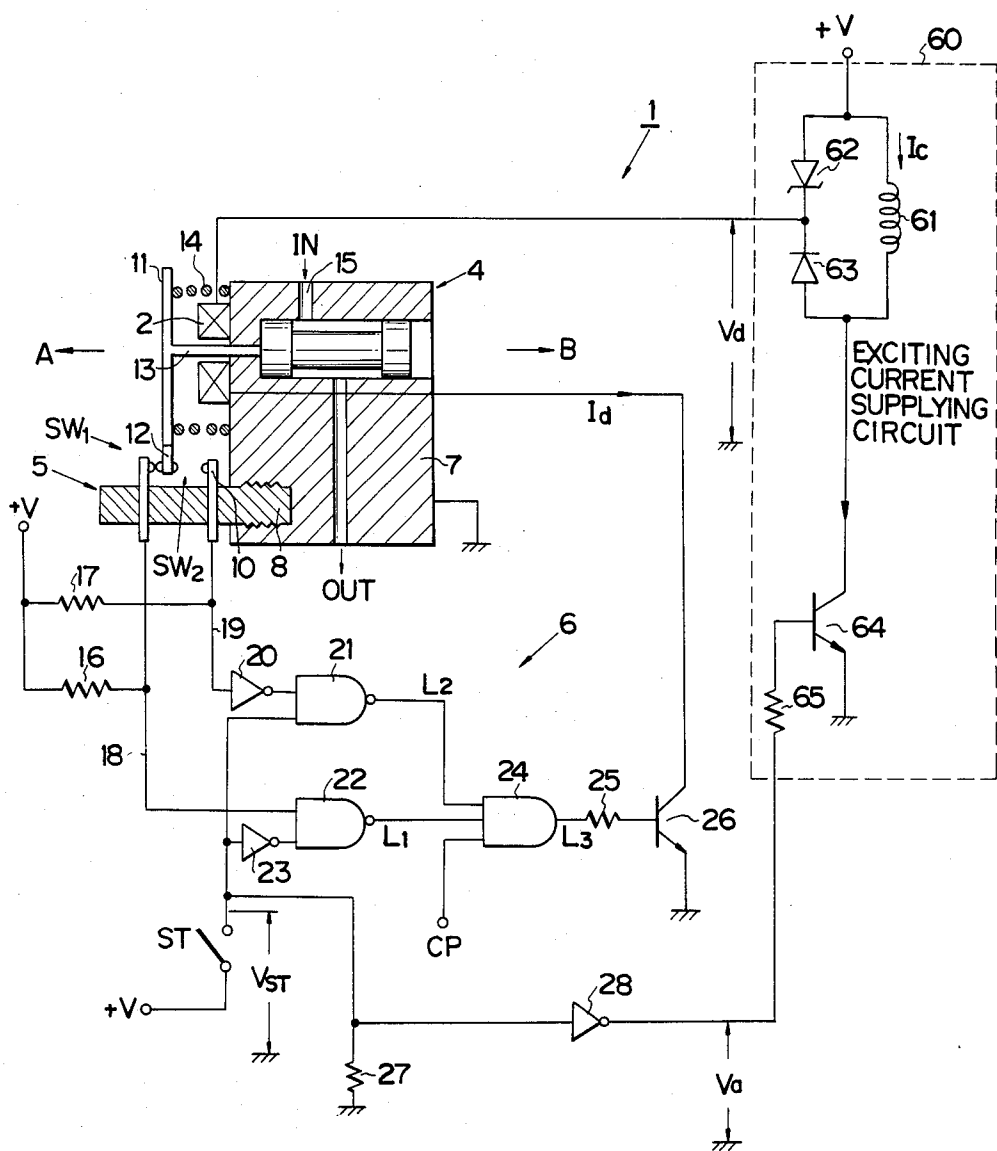 +V
60
1
Ic
62
61
63
14
11
IN
15
4
2
A
B
13
Vd
EXCITING
CURRENT
SUPPLYING
CIRCUIT
Id
SW1
12
7
5
+V
SW2
10
8
OUT
17
19
6
64
16
20
21
L2
65
18
22
24
25
26
L1
L3
23
CP
ST
VST
28
+V
27
Va